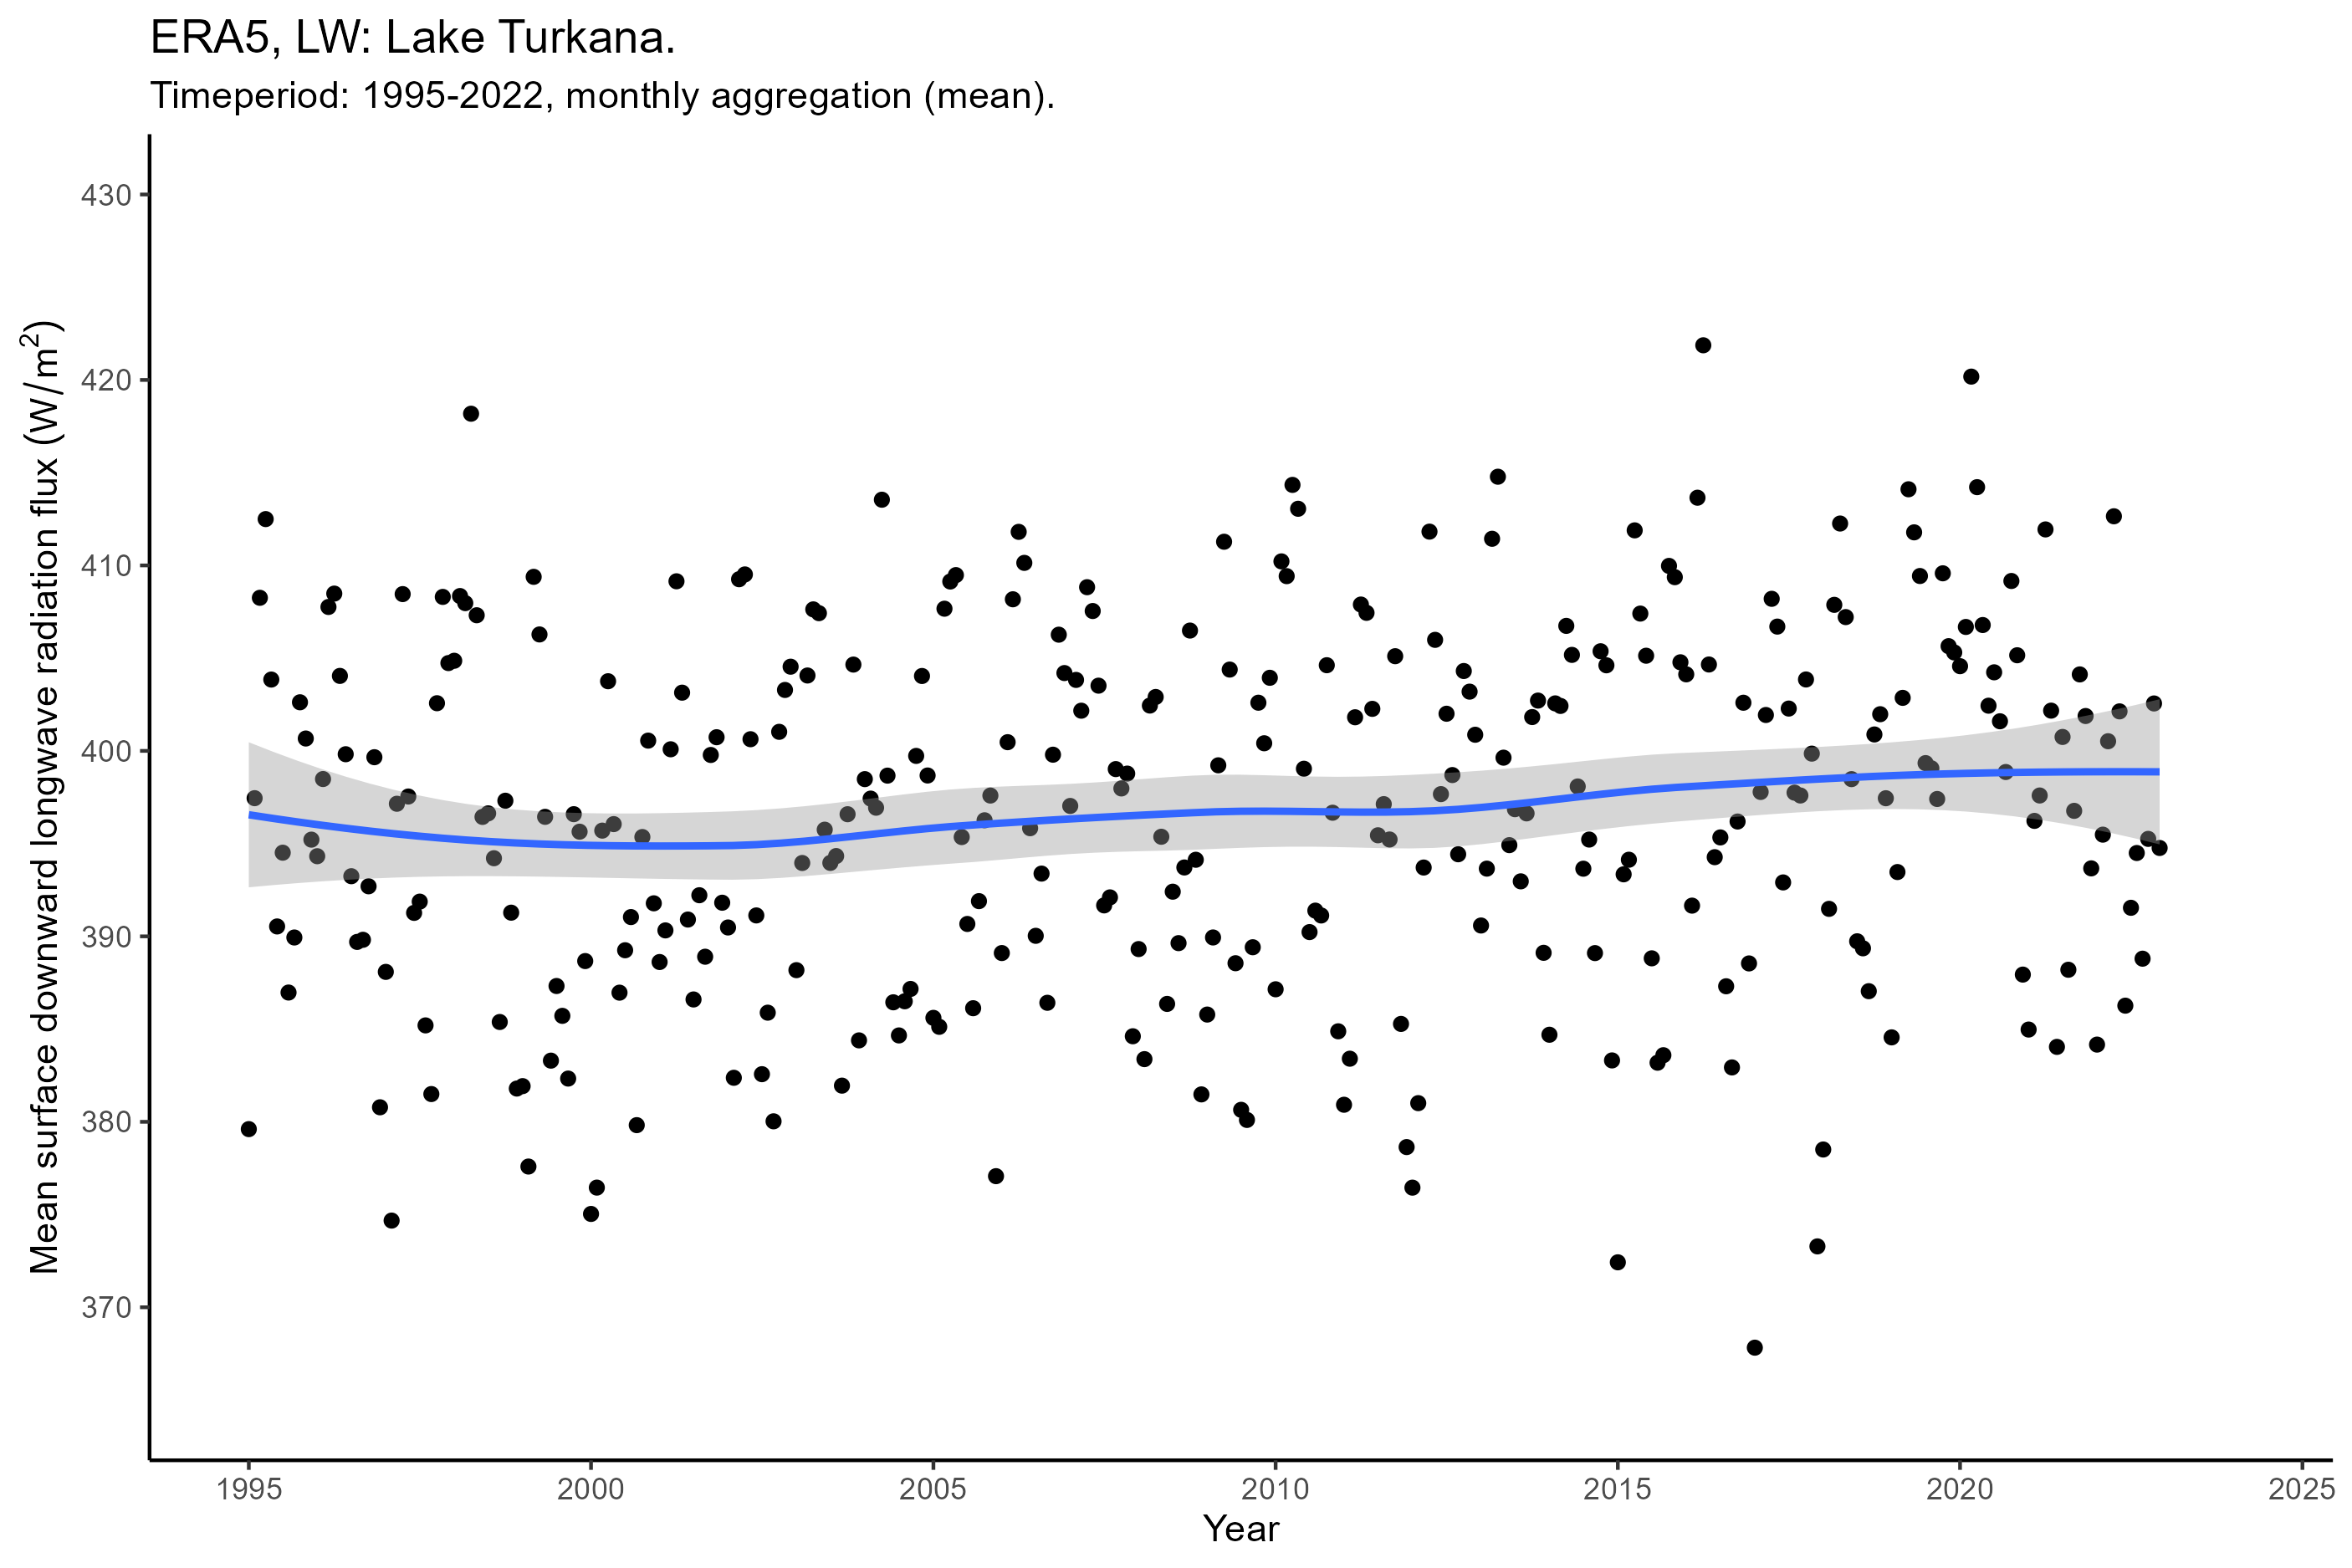 ERA5, LW: Lake Turkana.
Timeperiod: 1995-2022, monthly aggregation (mean).
Mean surface downward longwave radiation flux (W/m²)
430
420
410
400
390
380
370
1995 2000 2005 2010 2015 2020 2025
Year